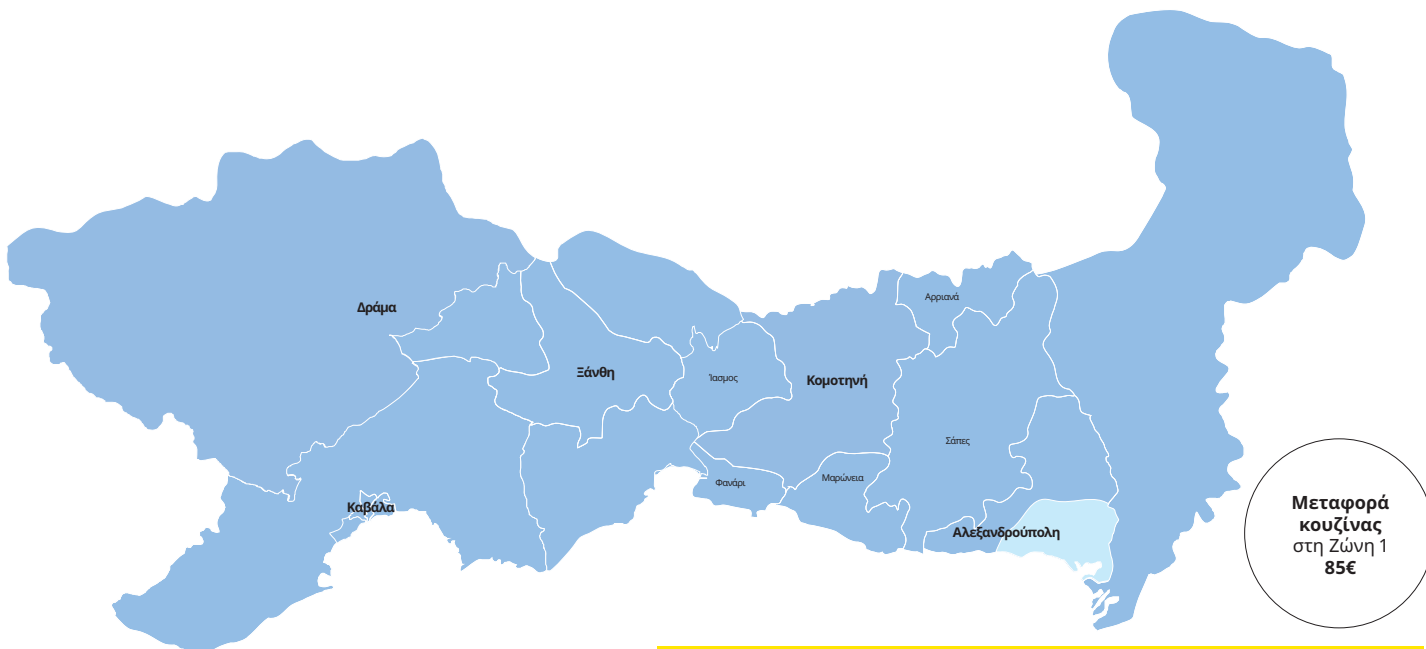 Αρριανά
Δράμα
Ξάνθη
Ίασμος
Κομοτηνή
Σάπες
Φανάρι
Μαρώνεια
Καβάλα
Αλεξανδρούπολη
Μεταφορά
κουζίνας
στη Ζώνη 1
85€